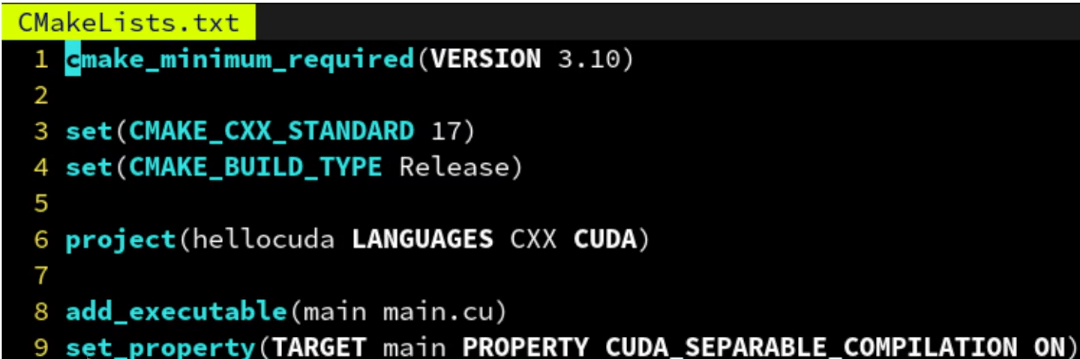 CMakeLists.txt
1 cmake_minimum_required(VERSION 3.10)
2
3 set(CMAKE_CXX_STANDARD 17)
4 set(CMAKE_BUILD_TYPE Release)
5
6 project(hellocuda LANGUAGES CXX CUDA)
7
8 add_executable(main main.cu)
9 set_property(TARGET main PROPERTY CUDA_SEPARABLE_COMPILATION ON)